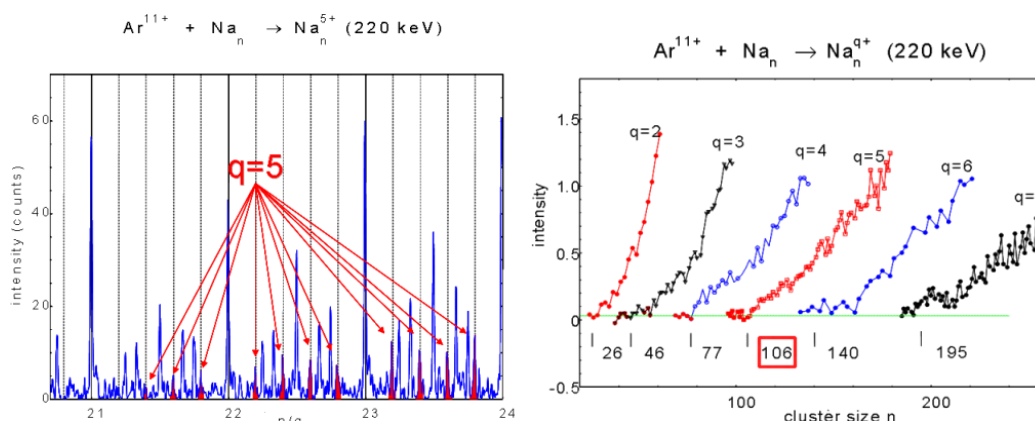 Ar11+ + Nan → Nan5+ (220 keV)
intensity (counts)
60
40
20
0
q=5
21
22
23
24
Ar11+ + Nan → Nanq+ (220 keV)
intensity
1.5
1.0
0.5
0
-0.5
q=2
q=3
q=4
q=5
q=6
q=
26
46
77
106
140
195
100
200
cluster size n